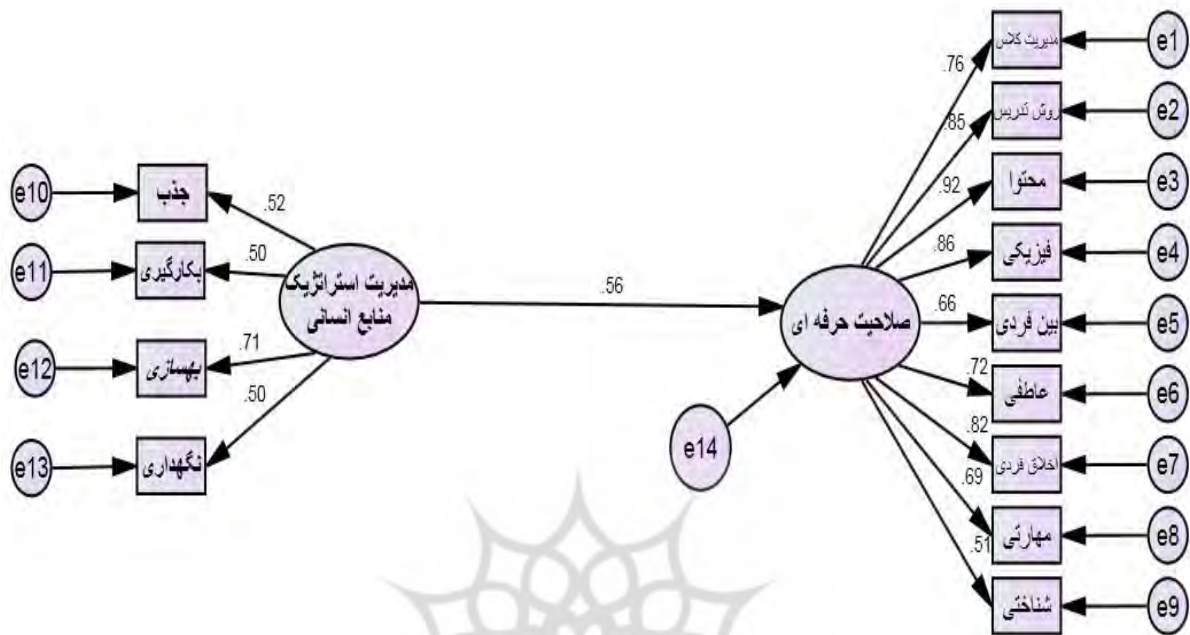 مدیریت کلاس
e1
.76
روش تدریس
e2
.85
محتوا
e3
.92
فیزیکی
e4
.86
بین فردی
e5
.66
عاطفی
e6
.72
اخلاق فردی
e7
.82
مهارتی
e8
.69
شناختی
e9
.51
صلاحیت حرفه ای
e14
.56
مدیریت استراتژیک
منابع انسانی
e10
جذب
.52
e11
بکارگیری
.50
e12
بهسازی
.71
e13
نگهداری
.50